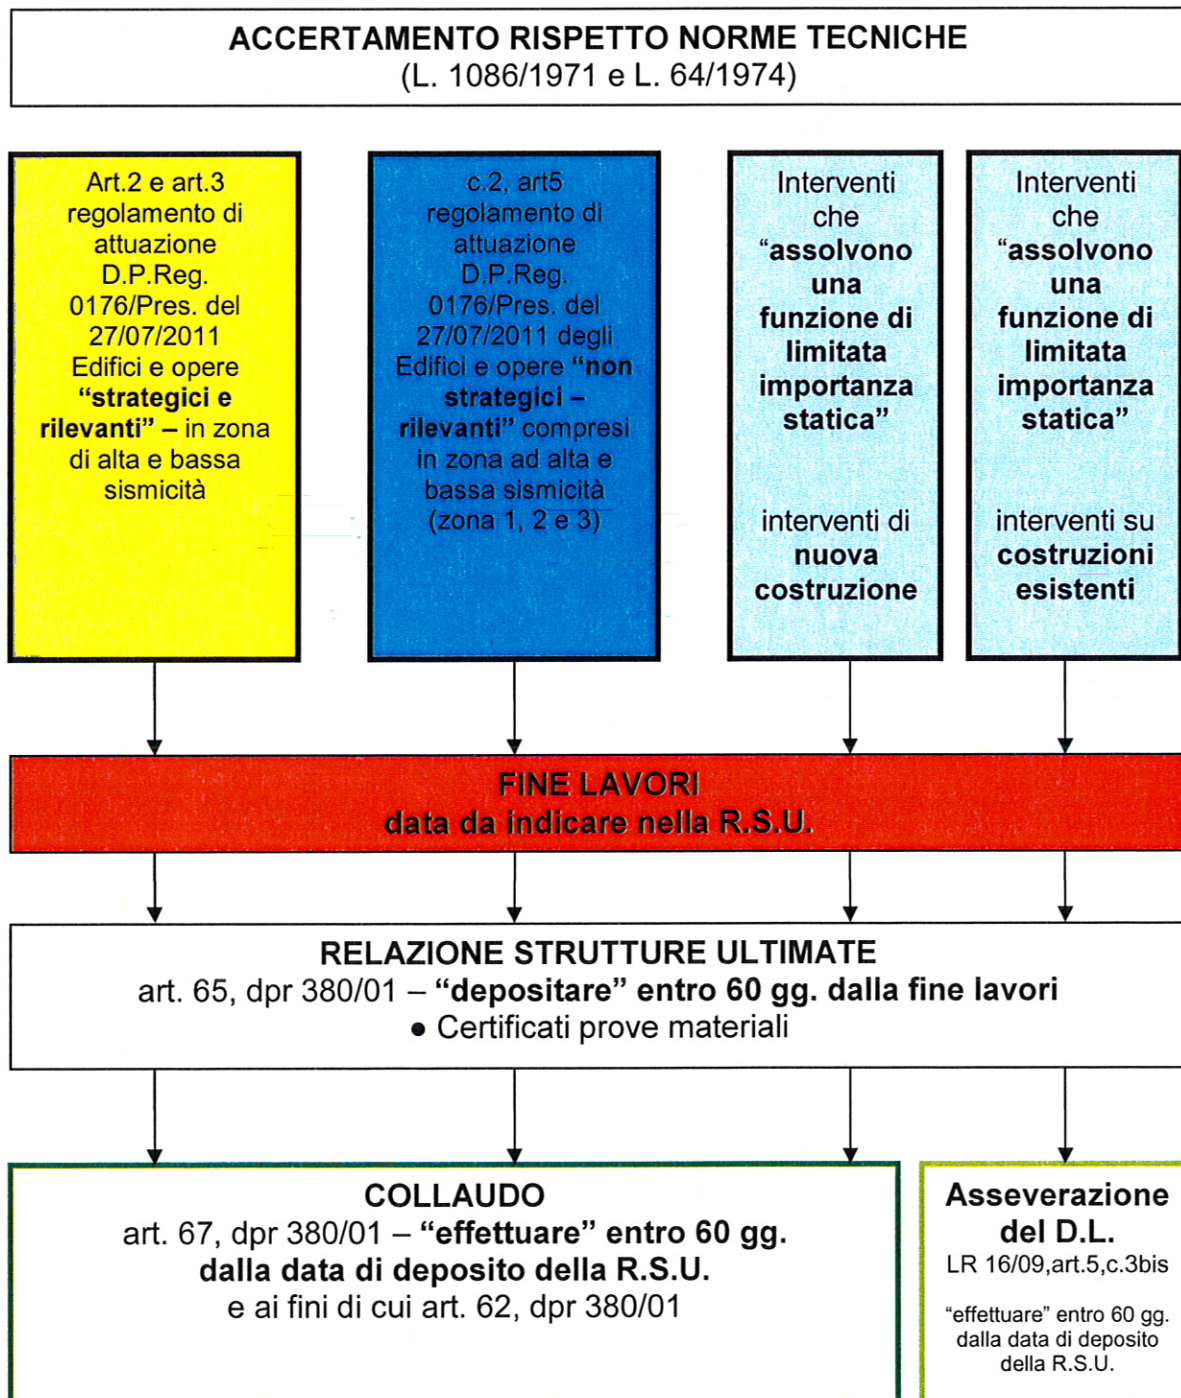 ACCERTAMENTO RISPETTO NORME TECNICHE
(L. 1086/1971 e L. 64/1974)
Art.2 e art.3
regolamento di
attuazione
D.P.Reg.
0176/Pres. del
27/07/2011
Edifici e opere
“strategici e
rilevanti” – in zona
di alta e bassa
sismicità
c.2, art5
regolamento di
attuazione
D.P.Reg.
0176/Pres. del
27/07/2011 degli
Edifici e opere “non
strategici –
rilevanti” compresi
in zona ad alta e
bassa sismicità
(zona 1, 2 e 3)
Interventi
che
“assolvono
una
funzione di
limitata
importanza
statica”
interventi di
nuova
costruzione
Interventi
che
“assolvono
una
funzione di
limitata
importanza
statica”
interventi su
costruzioni
esistenti
FINE LAVORI
data da indicare nella R.S.U.
RELAZIONE STRUTTURE ULTIMATE
art. 65, dpr 380/01 – “depositare” entro 60 gg. dalla fine lavori
• Certificati prove materiali
COLLAUDO
art. 67, dpr 380/01 – “effettuare” entro 60 gg.
dalla data di deposito della R.S.U.
e ai fini di cui art. 62, dpr 380/01
Asseverazione
del D.L.
LR 16/09,art.5,c.3bis
“effettuare” entro 60 gg.
dalla data di deposito
della R.S.U.